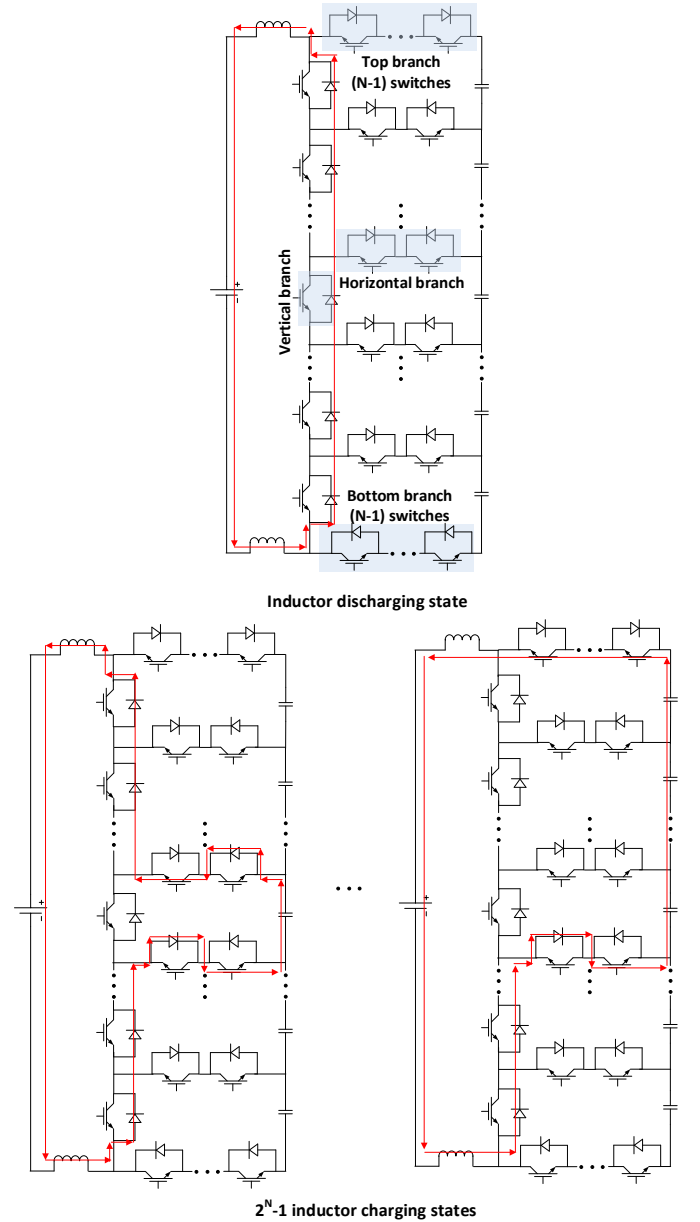 Top branch
(N-1) switches
Horizontal branch
Vertical branch
+
-
Bottom branch
(N-1) switches
Inductor discharging state
+
-
+
-
2^N-1 inductor charging states